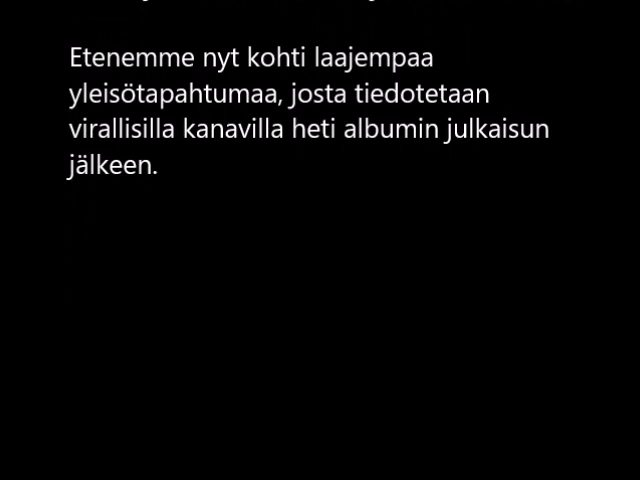 Etenemme nyt kohti laajempaa
yleisötapahtumaa, josta tiedotetaan
virallisilla kanavilla heti albumin julkaisun
jälkeen.